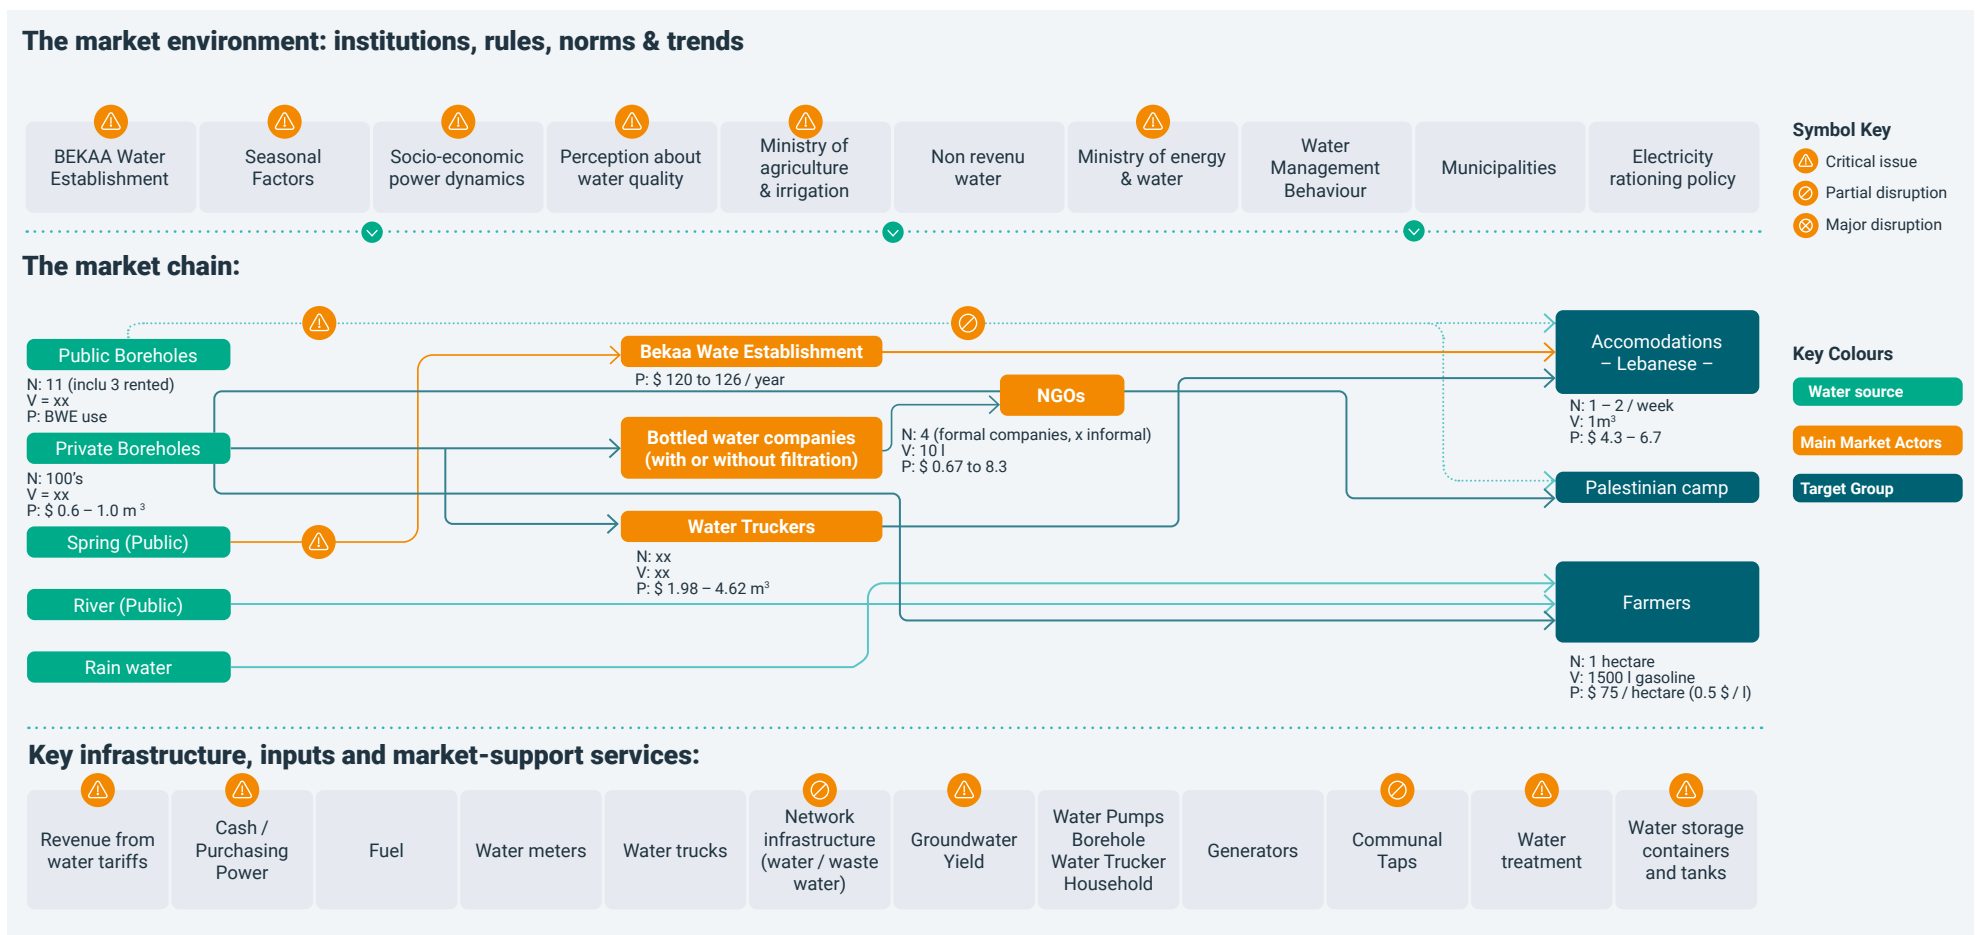 The market environment: institutions, rules, norms & trends
BEKAA Water
Establishment
Seasonal
Factors
Socio-economic
power dynamics
Perception about
water quality
Ministry of
agriculture
& irrigation
Non revenu
water
Ministry of energy
& water
Water
Management
Behaviour
Municipalities
Electricity
rationing policy
Symbol Key
Critical issue
Partial disruption
Major disruption
The market chain:
Public Boreholes
N: 11 (inclu 3 rented)
V = xx
P: BWE use
Private Boreholes
N: 100's
V = xx
P: $ 0.6 – 1.0 m ³
Spring (Public)
River (Public)
Rain water
Bekaa Wate Establishment
P: $ 120 to 126 / year
Bottled water companies
(with or without filtration)
NGOs
N: 4 (formal companies, x informal)
V: 10 l
P: $ 0.67 to 8.3
Water Truckers
N: xx
V: xx
P: $ 1.98 – 4.62 m³
Accomodations
– Lebanese –
N: 1 – 2 / week
V: 1m³
P: $ 4.3 – 6.7
Palestinian camp
Farmers
N: 1 hectare
V: 1500 l gasoline
P: $ 75 / hectare (0.5 $ / l)
Key Colours
Water source
Main Market Actors
Target Group
Key infrastructure, inputs and market-support services:
Revenue from
water tariffs
Cash /
Purchasing
Power
Fuel
Water meters
Water trucks
Network
infrastructure
(water / waste
water)
Groundwater
Yield
Water Pumps
Borehole
Water Trucker
Household
Generators
Communal
Taps
Water
treatment
Water storage
containers
and tanks